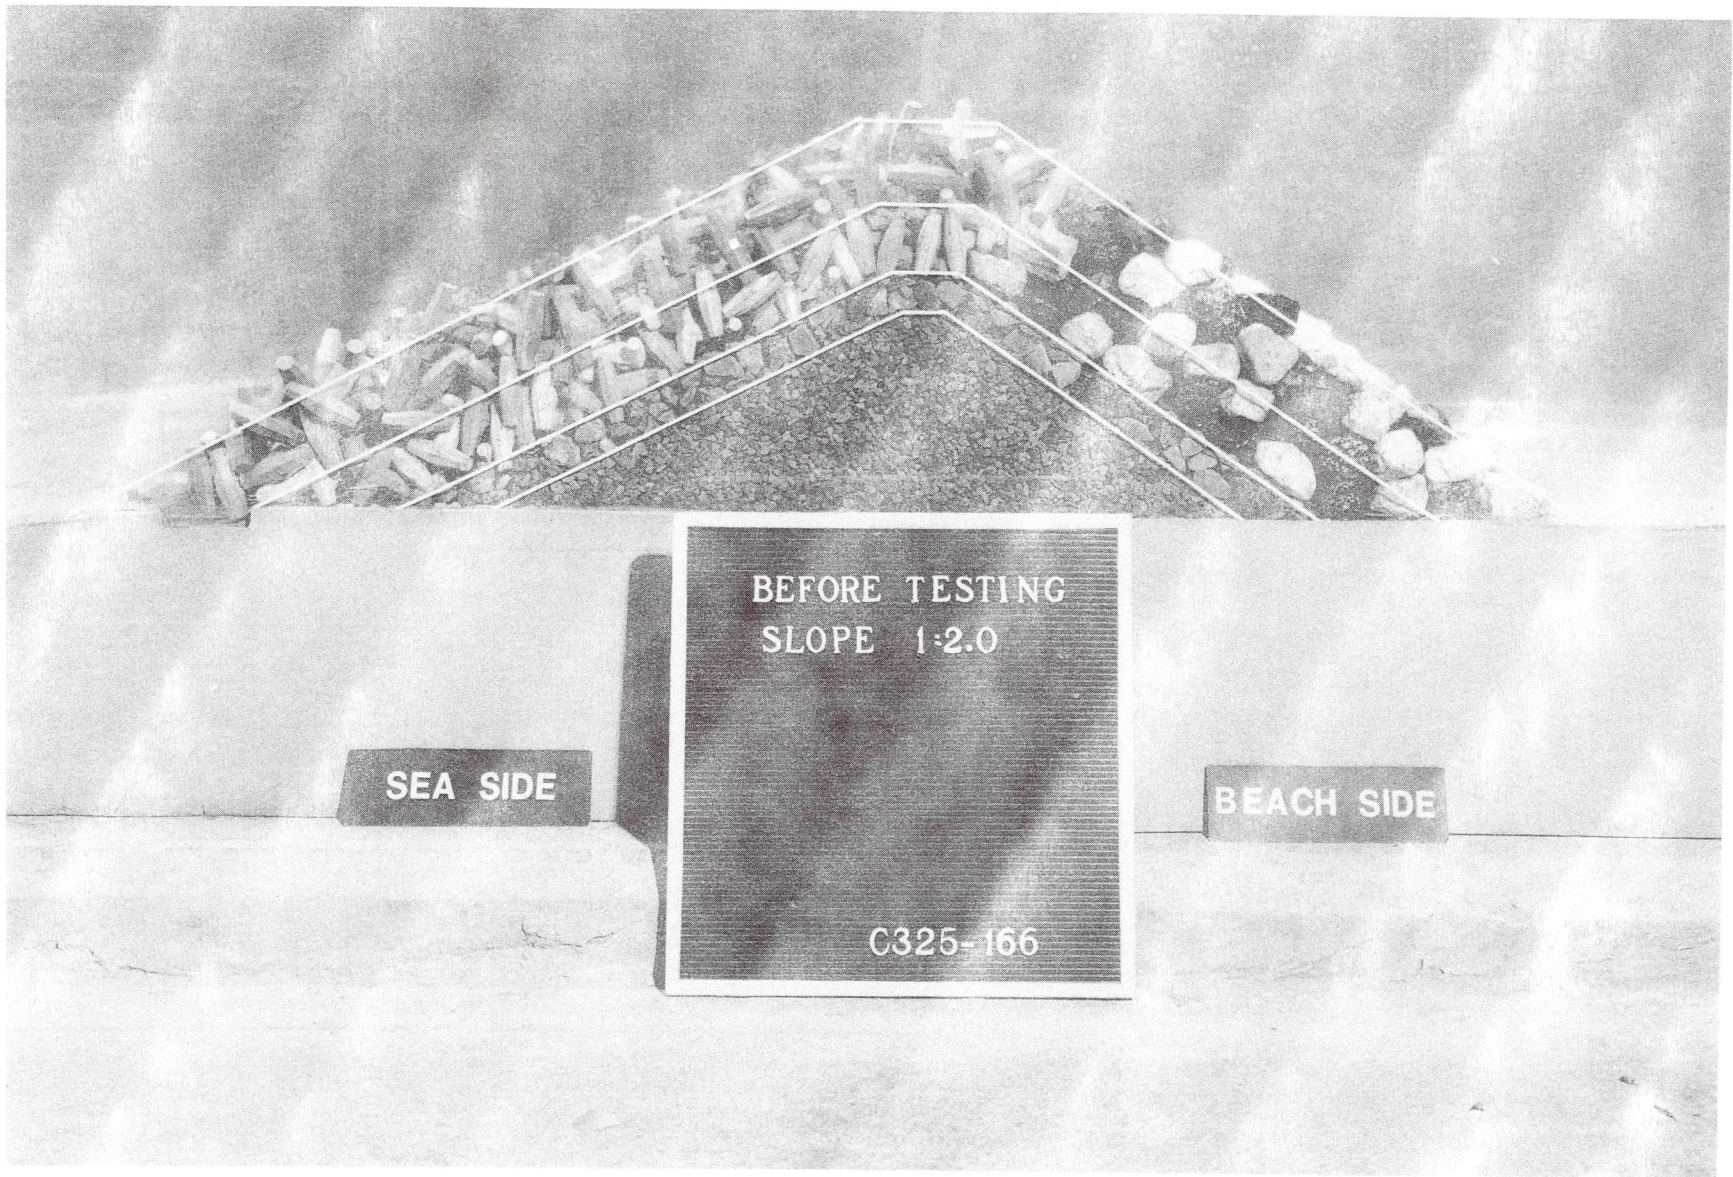 BEFORE TESTING
SLOPE 1:2.0
SEA SIDE
BEACH SIDE
C325-166